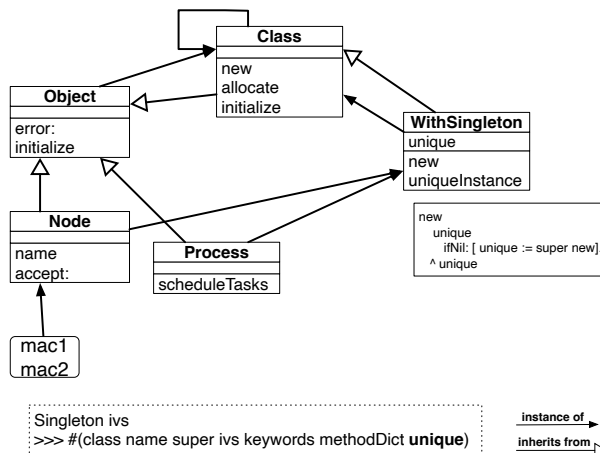 Class
new
allocate
initialize
Object
error:
initialize
WithSingleton
unique
new
uniqueInstance
Node
name
accept:
Process
scheduleTasks
new
unique
ifNil: [ unique := super new].
^ unique
mac1
mac2
Singleton ivs
>>> #(class name super ivs keywords methodDict unique)
instance of
inherits from